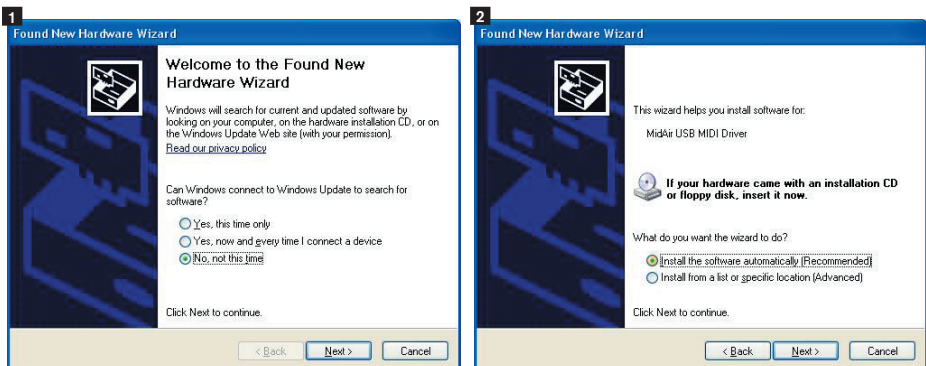 1
Found New Hardware Wizard
Welcome to the Found New
Hardware Wizard
Windows will search for current and updated software by
looking on your computer, on the hardware installation CD, or on
the Windows Update Web site (with your permission).
Read our privacy policy
Can Windows connect to Windows Update to search for
software?
Yes, this time only
Yes, now and every time I connect a device
No, not this time
Click Next to continue.
< Back
Next >
Cancel
2
Found New Hardware Wizard
This wizard helps you install software for:
MidAir USB MIDI Driver
If your hardware came with an installation CD
or floppy disk, insert it now.
What do you want the wizard to do?
Install the software automatically (Recommended)
Install from a list or specific location (Advanced)
Click Next to continue.
< Back
Next >
Cancel